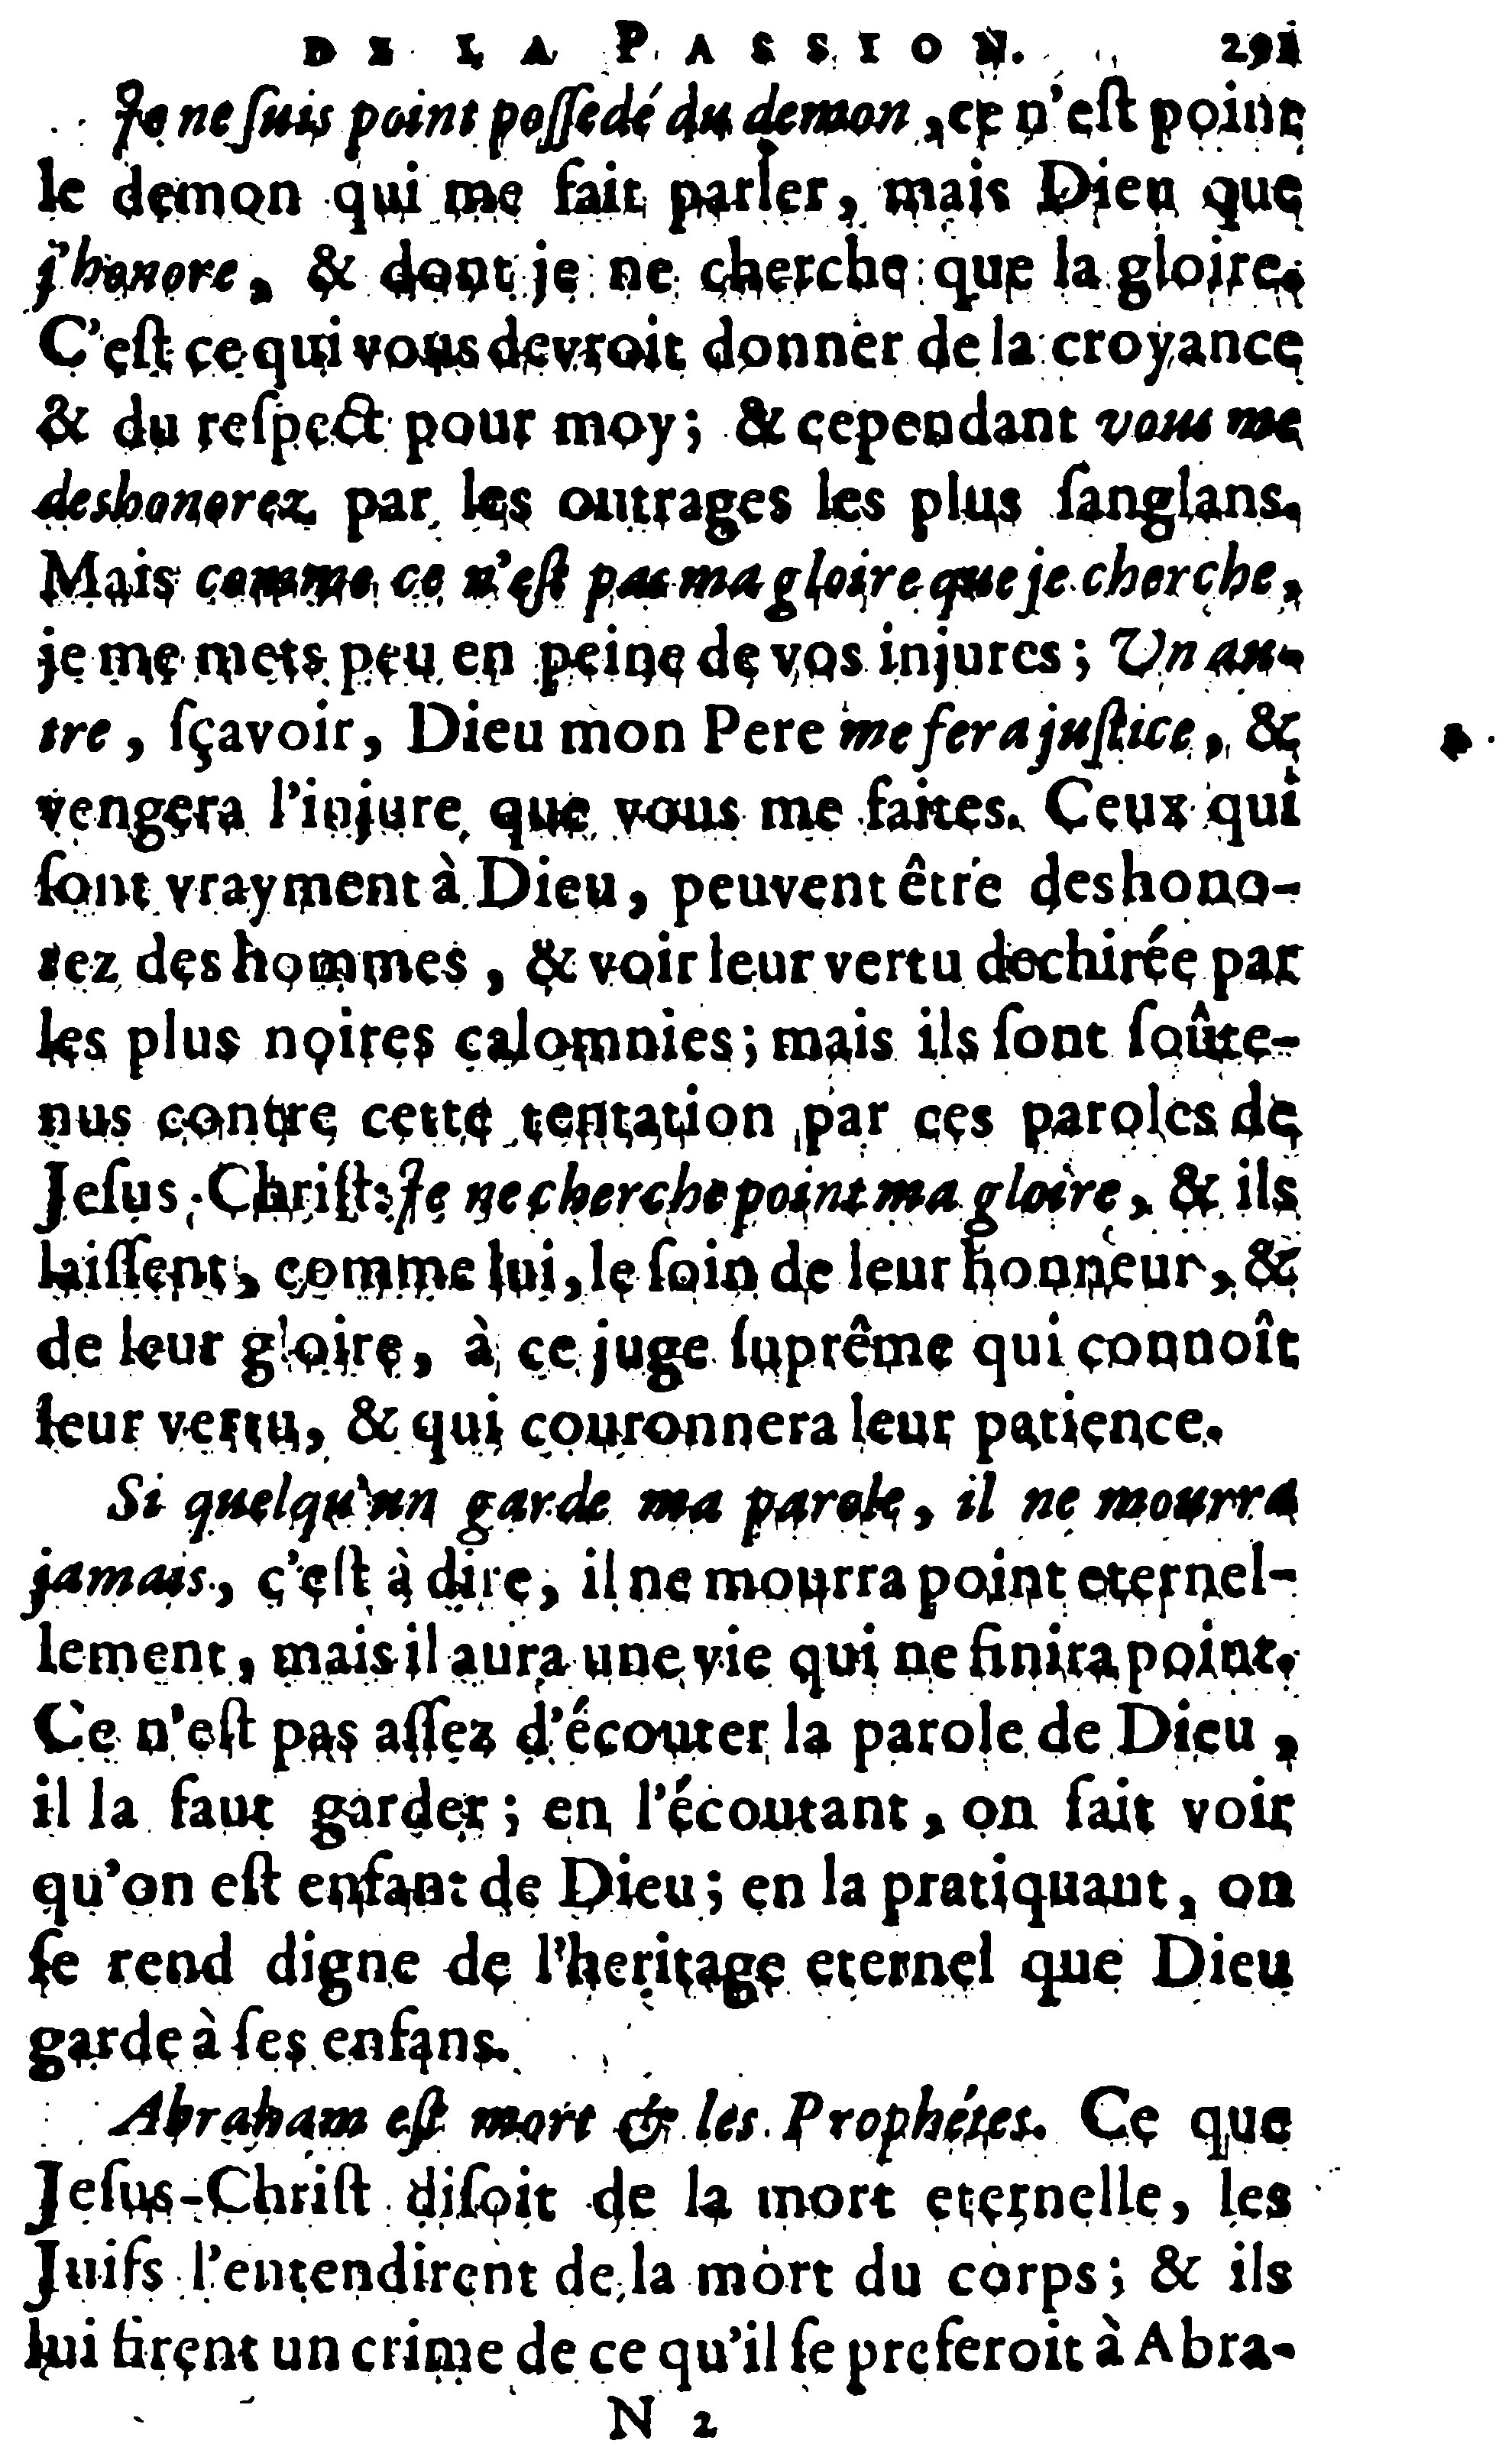 DE LA PASSION. 291
Je ne ſuis point poſſedé du demon, ce n'eſt point
le demon qui me fait parler, mais Dieu que
j'honore, & dont je ne cherche que la gloire.
C'eſt ce qui vous devroit donner de la croyance
& du reſpect pour moy; & cependant vous me
deshonorez par les outrages les plus ſanglans.
Mais comme ce n'eſt pas ma gloire que je cherche,
je me mets peu en peine de vos injures; Un au-
tre, ſçavoir, Dieu mon Pere me fera juſtice, &
vengera l'injure que vous me faites. Ceux qui
ſont vrayment à Dieu, peuvent être deshono-
rez des hommes, & voir leur vertu dechirée par
les plus noires calomnies; mais ils ſont ſoûte-
nus contre cette tentation par ces paroles de
Jeſus-Chriſt: Je ne cherche point ma gloire, & ils
laiſſent, comme lui, le ſoin de leur honneur, &
de leur gloire, à ce juge ſuprême qui connoît
leur vertu, & qui couronnera leur patience.
Si quelqu'un garde ma parole, il ne mourra
jamais, c'eſt à dire, il ne mourra point eternel-
lement, mais il aura une vie qui ne finira point.
Ce n'eſt pas aſſez d'écouter la parole de Dieu,
il la faut garder; en l'écoutant, on fait voir
qu'on eſt enfant de Dieu; en la pratiquant, on
ſe rend digne de l'heritage eternel que Dieu
garde à ſes enfans.
Abraham eſt mort & les Prophétes. Ce que
Jeſus-Chriſt diſoit de la mort eternelle, les
Juifs l'entendirent de la mort du corps; & ils
lui firent un crime de ce qu'il ſe preferoit à Abra-
N 2